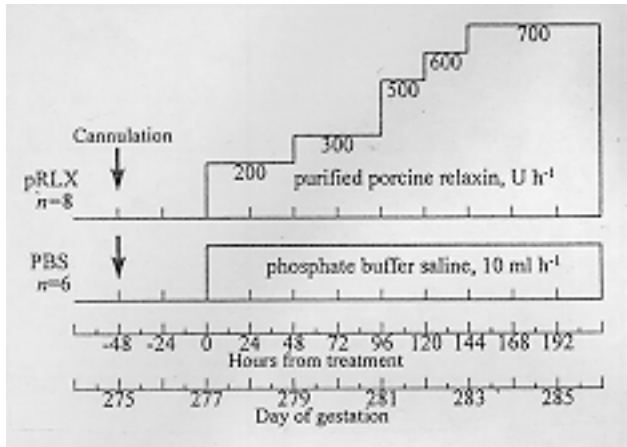 700
600
500
300
200
Cannulation
pRLX
n=8
purified porcine relaxin, U h-1
PBS
n=6
phosphate buffer saline, 10 ml h-1
-48 -24 0 24 48 72 96 120 144 168 192
Hours from treatment
275 277 279 281 283 285
Day of gestation